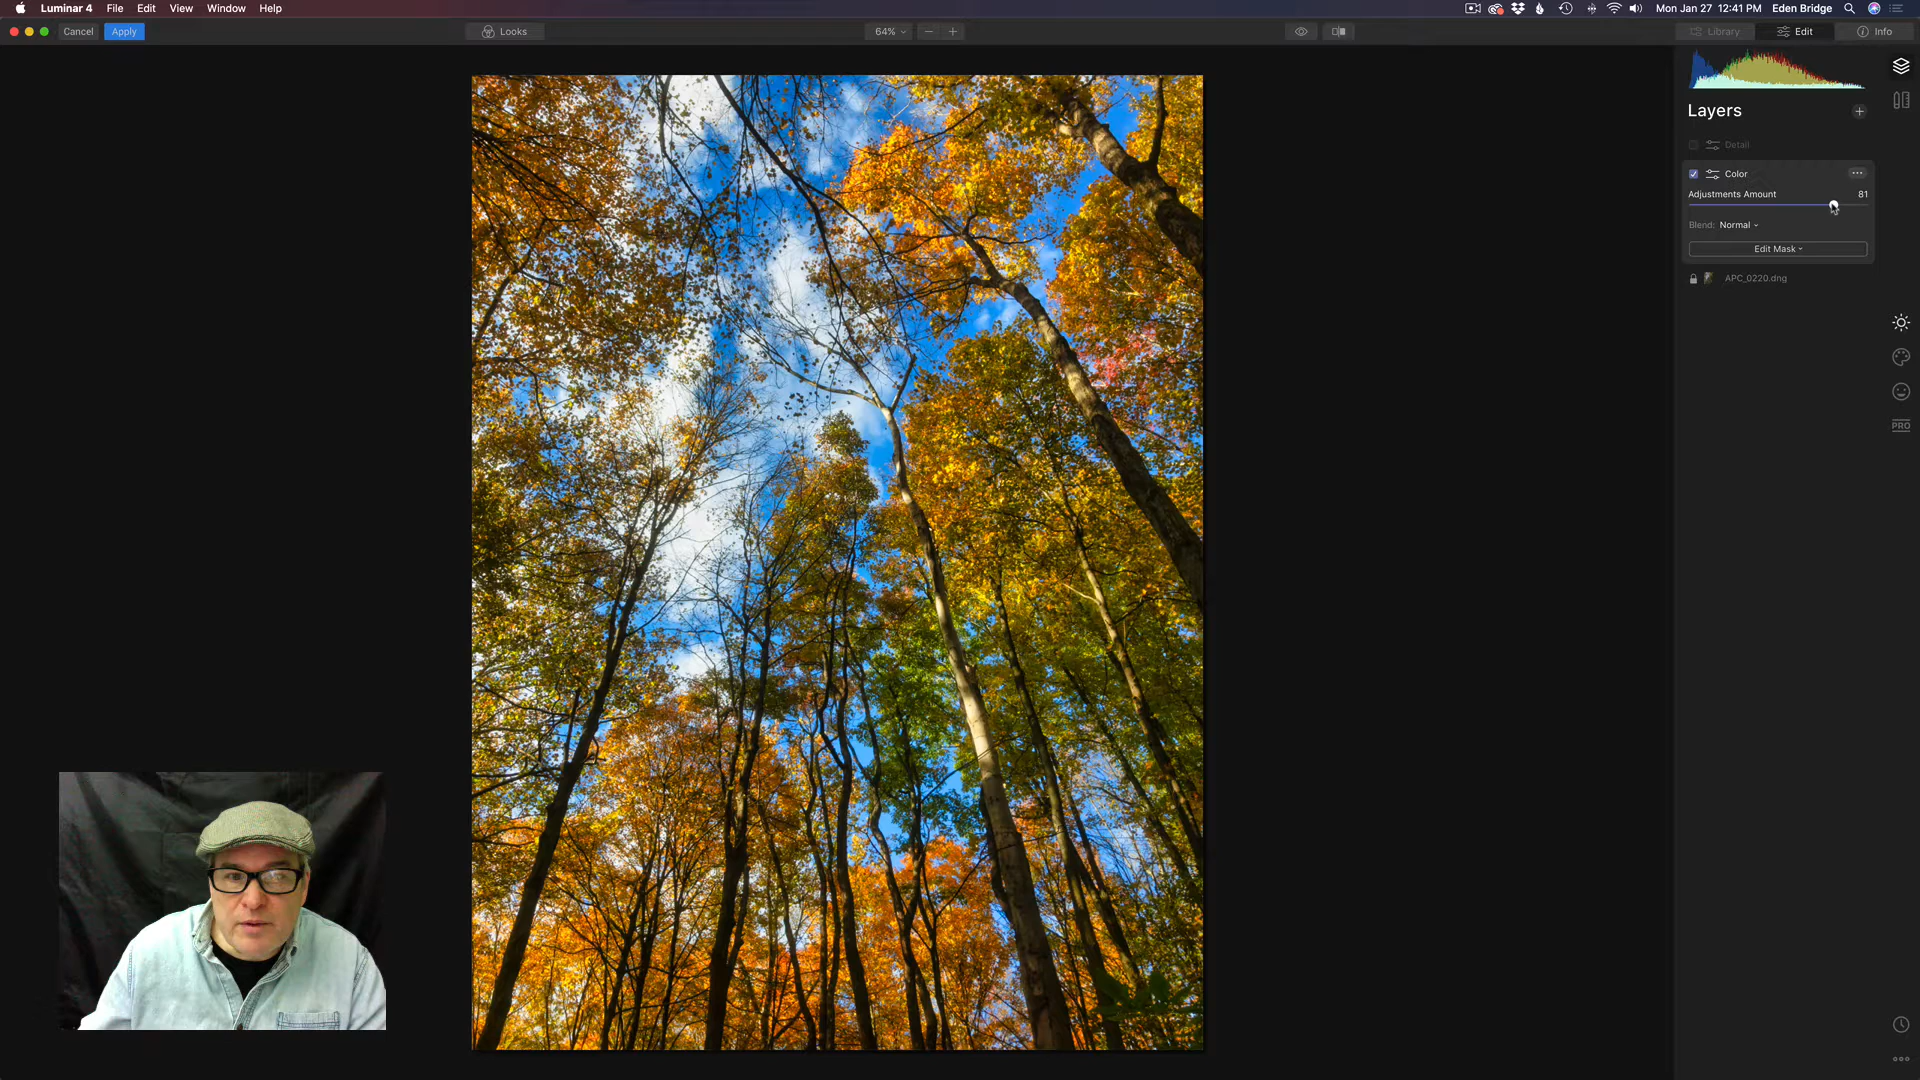 Luminar 4 File Edit View Window Help Mon Jan 27 12:41 PM Eden Bridge
Cancel Apply Looks 64% Library Edit Info
Layers
Detail
Color
Adjustments Amount 81
Blend: Normal
Edit Mask
APC_0220.dng
PRO